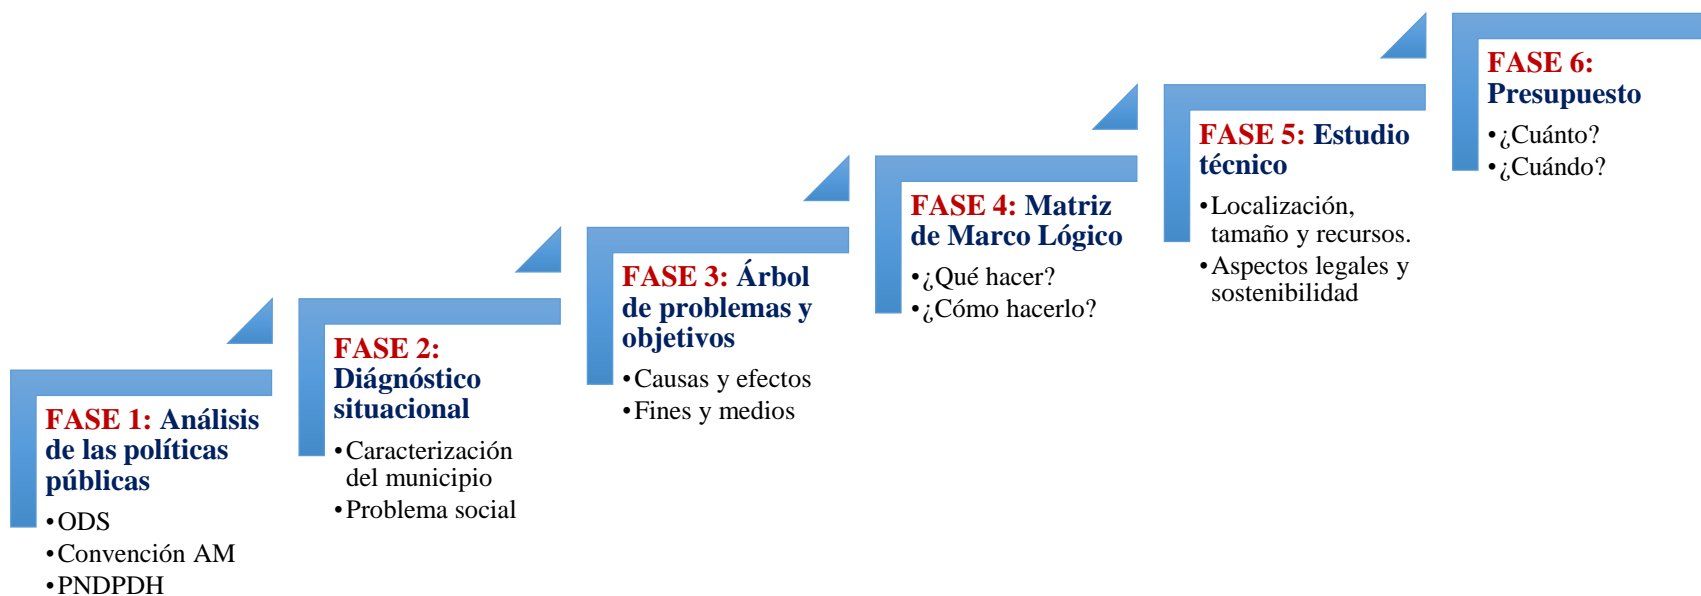 FASE 1: Análisis
de las políticas
públicas
•ODS
•Convención AM
•PNDPDH
FASE 2:
Diágnóstico
situacional
•Caracterización
del municipio
•Problema social
FASE 3: Árbol
de problemas y
objetivos
•Causas y efectos
•Fines y medios
FASE 4: Matriz
de Marco Lógico
•¿Qué hacer?
•¿Cómo hacerlo?
FASE 5: Estudio
técnico
•Localización,
tamaño y recursos.
•Aspectos legales y
sostenibilidad
FASE 6:
Presupuesto
•¿Cuánto?
•¿Cuándo?